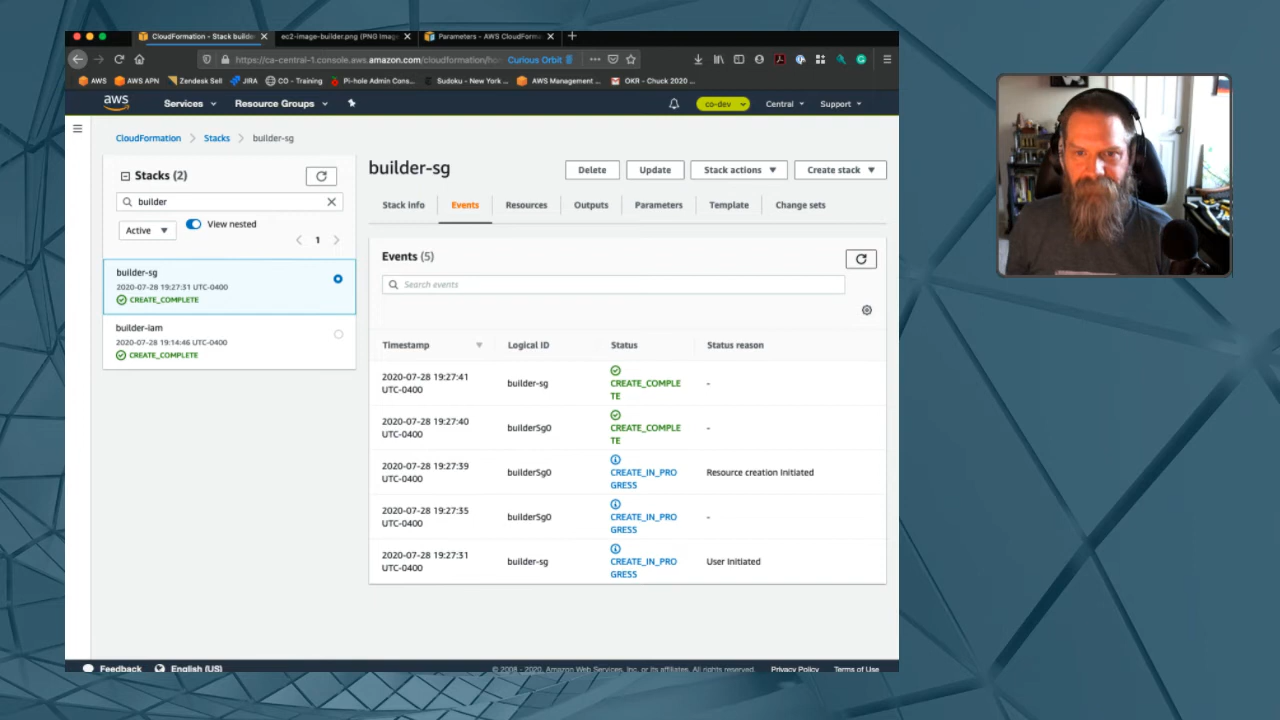 CloudFormation - Stack builde
ec2-image-builder.png (PNG Imag
Parameters - AWS CloudForma
https://ca-central-1.console.aws.amazon.com/cloudformation/ho
Curious Orbit
AWS
AWS APN
Zendesk Sell
JIRA
CO - Training
Pi-hole Admin Cons...
Sudoku - New York ...
AWS Management ...
OKR - Chuck 2020 ...
aws
Services
Resource Groups
co-dev
Central
Support
CloudFormation
Stacks
builder-sg
Stacks (2)
builder
Active
View nested
1
builder-sg
2020-07-28 19:27:31 UTC-0400
CREATE_COMPLETE
builder-iam
2020-07-28 19:14:46 UTC-0400
CREATE_COMPLETE
builder-sg
Delete
Update
Stack actions
Create stack
Stack info
Events
Resources
Outputs
Parameters
Template
Change sets
Events (5)
Search events
Timestamp
Logical ID
Status
Status reason
2020-07-28 19:27:41
UTC-0400
builder-sg
CREATE_COMPLE
TE
-
2020-07-28 19:27:40
UTC-0400
builderSg0
CREATE_COMPLE
TE
-
2020-07-28 19:27:39
UTC-0400
builderSg0
CREATE_IN_PRO
GRESS
Resource creation Initiated
2020-07-28 19:27:35
UTC-0400
builderSg0
CREATE_IN_PRO
GRESS
-
2020-07-28 19:27:31
UTC-0400
builder-sg
CREATE_IN_PRO
GRESS
User Initiated
Feedback
English (US)
© 2008 - 2020, Amazon Web Services, Inc. or its affiliates. All rights reserved.
Privacy Policy
Terms of Use